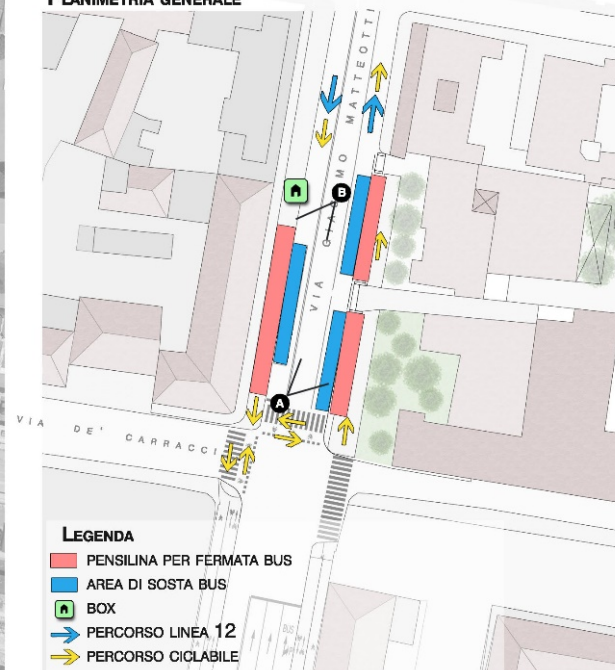 PLANIMETRIA GENERALE
VIA GIACOMO MATTEOTTI
B
A
VIA DE' CARRACCI
LEGENDA
PENSILINA PER FERMATA BUS
AREA DI SOSTA BUS
BOX
PERCORSO LINEA 12
PERCORSO CICLABILE
BUS